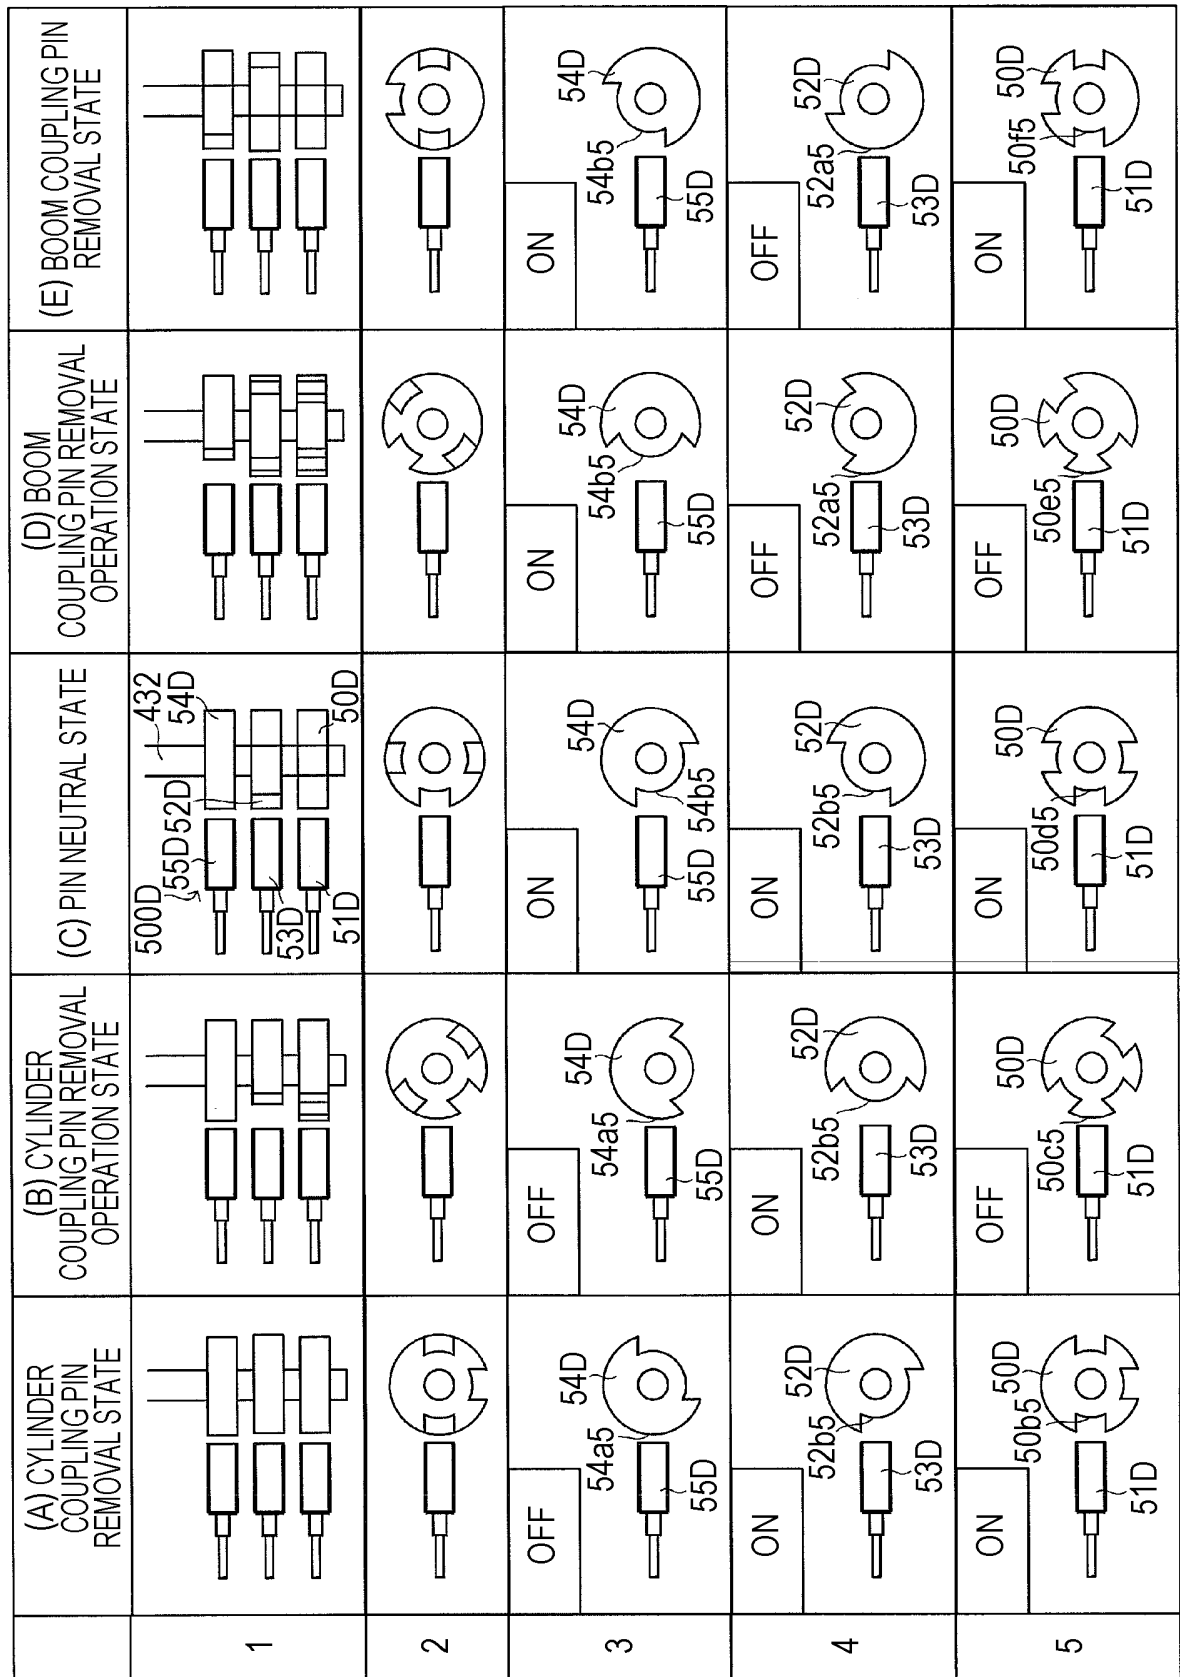 (A) CYLINDER
COUPLING PIN
REMOVAL STATE
(B) CYLINDER
COUPLING PIN REMOVAL
OPERATION STATE
(C) PIN NEUTRAL STATE
(D) BOOM
COUPLING PIN REMOVAL
OPERATION STATE
(E) BOOM COUPLING PIN
REMOVAL STATE
1
500D
55D
52D
432
54D
53D
51D
50D
2
3
OFF
54a5
54D
55D
OFF
54a5
54D
55D
ON
54D
55D
54b5
ON
54b5
54D
55D
ON
54b5
54D
55D
4
ON
52b5
52D
53D
ON
52b5
52D
53D
ON
52b5
52D
53D
OFF
52a5
52D
53D
OFF
52a5
52D
53D
5
ON
50b5
50D
51D
OFF
50c5
50D
51D
ON
50d5
50D
51D
OFF
50e5
50D
51D
ON
50f5
50D
51D